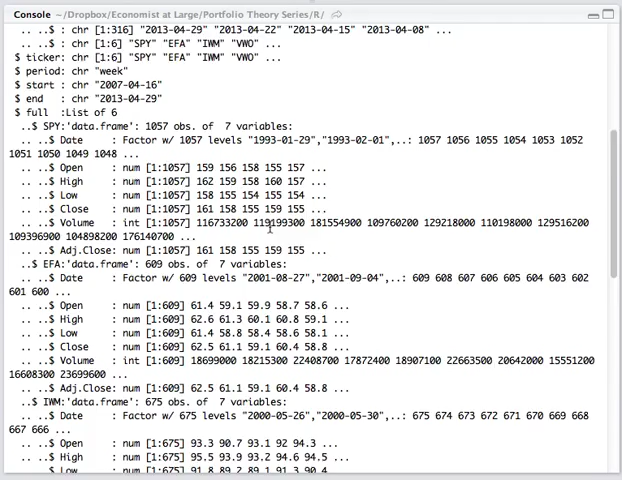 Console ~/Dropbox/Economist at Large/Portfolio Theory Series/R/
.. ..$ : chr [1:316] "2013-04-29" "2013-04-22" "2013-04-15" "2013-04-08" ...
.. ..$ : chr [1:6] "SPY" "EFA" "IWM" "VWO" ...
$ ticker: chr [1:6] "SPY" "EFA" "IWM" "VWO" ...
$ period: chr "week"
$ start : chr "2007-04-16"
$ end   : chr "2013-04-29"
$ full  :List of 6
..$ SPY:'data.frame': 1057 obs. of  7 variables:
.. ..$ Date     : Factor w/ 1057 levels "1993-01-29","1993-02-01",..: 1057 1056 1055 1054 1053 1052
1051 1050 1049 1048 ...
.. ..$ Open     : num [1:1057] 159 156 158 155 157 ...
.. ..$ High     : num [1:1057] 162 159 158 160 157 ...
.. ..$ Low      : num [1:1057] 158 155 154 155 154 ...
.. ..$ Close    : num [1:1057] 161 158 155 159 155 ...
.. ..$ Volume   : int [1:1057] 116733200 119199300 181554900 109760200 129218000 110198000 129516200
109396900 104898200 176140700 ...
.. ..$ Adj.Close: num [1:1057] 161 158 155 159 155 ...
..$ EFA:'data.frame': 609 obs. of  7 variables:
.. ..$ Date     : Factor w/ 609 levels "2001-08-27","2001-09-04",..: 609 608 607 606 605 604 603 602
601 600 ...
.. ..$ Open     : num [1:609] 61.4 59.1 59.9 58.7 58.6 ...
.. ..$ High     : num [1:609] 62.6 61.3 60.1 60.8 59.1 ...
.. ..$ Low      : num [1:609] 61.4 58.8 58.4 58.6 58.1 ...
.. ..$ Close    : num [1:609] 62.5 61.1 59.1 60.4 58.8 ...
.. ..$ Volume   : int [1:609] 18699000 18215300 22408700 17872400 18907100 22663500 20642000 15551200
16608300 23699600 ...
.. ..$ Adj.Close: num [1:609] 62.5 61.1 59.1 60.4 58.8 ...
..$ IWM:'data.frame': 675 obs. of  7 variables:
.. ..$ Date     : Factor w/ 675 levels "2000-05-26","2000-05-30",..: 675 674 673 672 671 670 669 668
667 666 ...
.. ..$ Open     : num [1:675] 93.3 90.7 93.1 92 94.3 ...
.. ..$ High     : num [1:675] 95.5 93.9 93.2 94.6 94.5 ...
.. ..$ Low      : num [1:675] 91.8 89.2 89.1 91.3 90.4